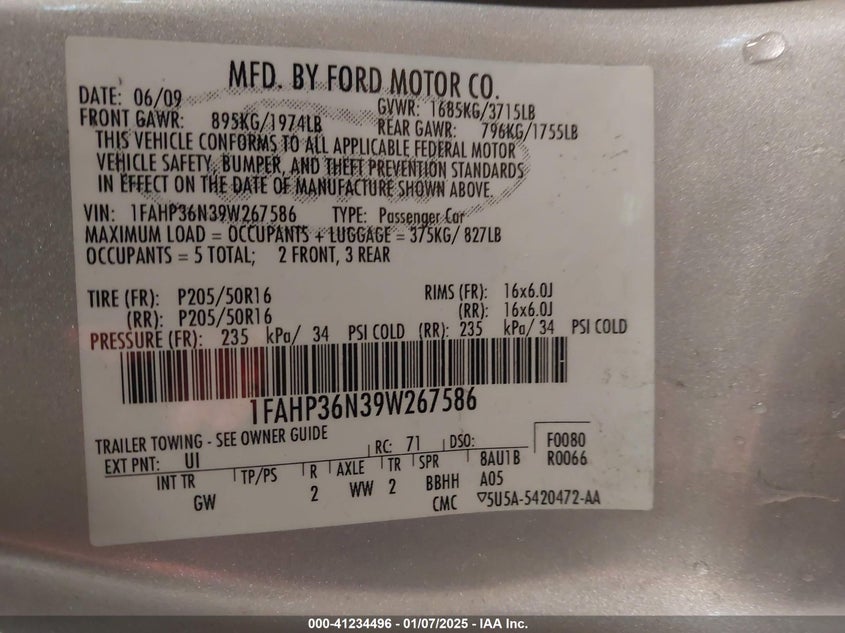 MFD. BY FORD MOTOR CO.
DATE: 06/09 GVWR: 1685KG/3715LB
FRONT GAWR: 895KG/1974LB REAR GAWR: 796KG/1755LB
THIS VEHICLE CONFORMS TO ALL APPLICABLE FEDERAL MOTOR
VEHICLE SAFETY, BUMPER, AND THEFT PREVENTION STANDARDS
IN EFFECT ON THE DATE OF MANUFACTURE SHOWN ABOVE.
VIN: 1FAHP36N39W267586 TYPE: Passenger Car
MAXIMUM LOAD = OCCUPANTS + LUGGAGE = 375KG/ 827LB
OCCUPANTS = 5 TOTAL; 2 FRONT, 3 REAR
TIRE (FR): P205/50R16 RIMS (FR): 16x6.0J
(RR): P205/50R16 (RR): 16x6.0J
PRESSURE (FR): 235 kPa/ 34 PSI COLD (RR): 235 kPa/ 34 PSI COLD
1FAHP36N39W267586
TRAILER TOWING - SEE OWNER GUIDE
EXT PNT: UI RC: 71 DSO: F0080
INT TR TP/PS R AXLE TR SPR 8AU1B R0066
GW 2 WW 2 BBHH A05
CMC 5U5A-5420472-AA
000-41234496 - 01/07/2025 - IAA Inc.